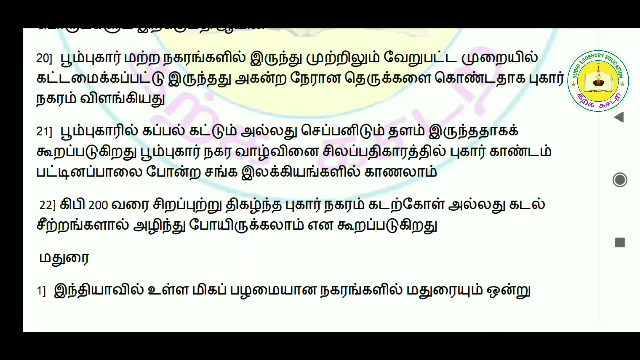 20] பூம்புகார் மற்ற நகரங்களில் இருந்து முற்றிலும் வேறுபட்ட முறையில்
கட்டமைக்கப்பட்டு இருந்தது அகன்ற நேரான தெருக்களை கொண்டதாக புகார்
நகரம் விளங்கியது
21] பூம்புகாரில் கப்பல் கட்டும் அல்லது செப்பனிடும் தளம் இருந்ததாகக்
கூறப்படுகிறது பூம்புகார் நகர வாழ்வினை சிலப்பதிகாரத்தில் புகார் காண்டம்
பட்டினப்பாலை போன்ற சங்க இலக்கியங்களில் காணலாம்
22] கிபி 200 வரை சிறப்புற்று திகழ்ந்த புகார் நகரம் கடற்கோள் அல்லது கடல்
சீற்றங்களால் அழிந்து போயிருக்கலாம் என கூறப்படுகிறது
மதுரை
1] இந்தியாவில் உள்ள மிகப் பழமையான நகரங்களில் மதுரையும் ஒன்று